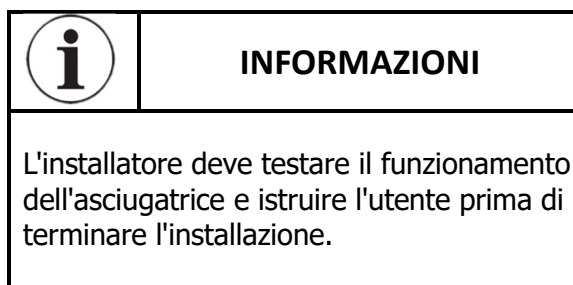 INFORMAZIONI
L'installatore deve testare il funzionamento
dell'asciugatrice e istruire l'utente prima di
terminare l'installazione.